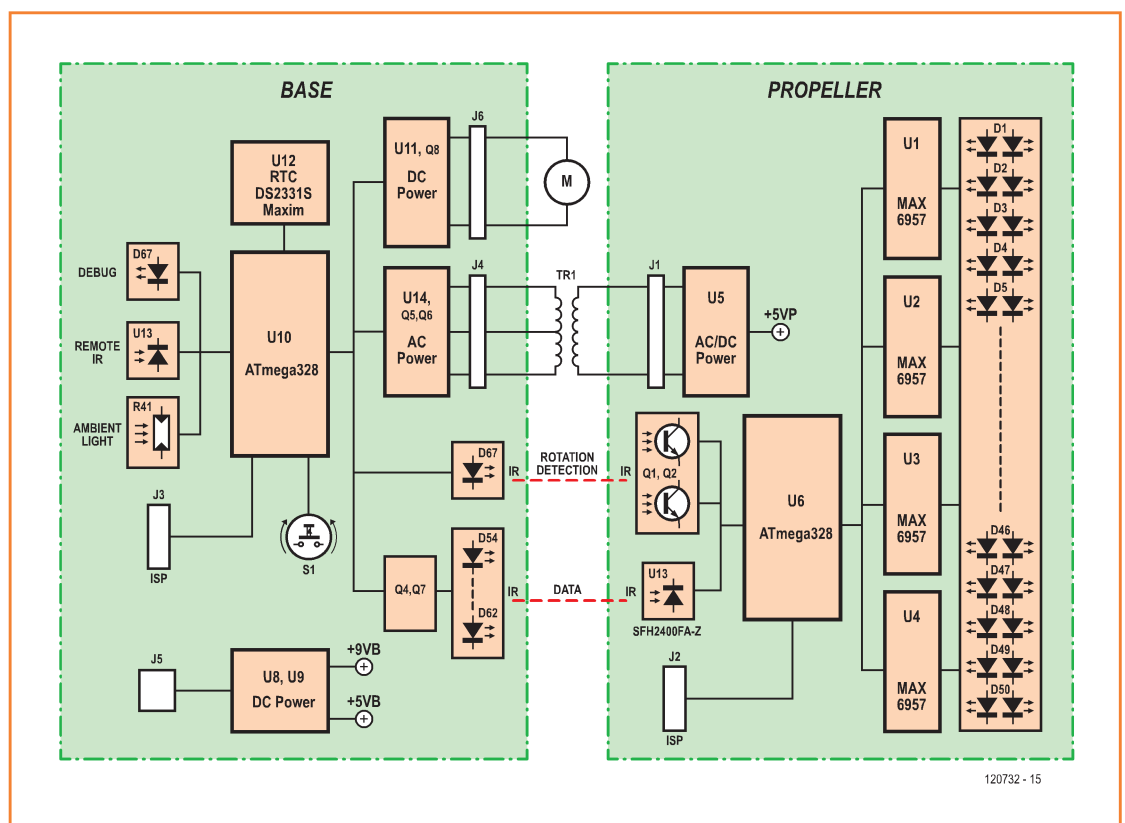 BASE
PROPELLER
U12
RTC
DS2331S
Maxim
U11, Q8
DC
Power
J6
M
DEBUG
D67
REMOTE
IR
U13
AMBIENT
LIGHT
R41
U10
ATmega328
U14,
Q5,Q6
AC
Power
J4
TR1
J1
U5
AC/DC
Power
+5VP
J3
ISP
S1
D67
IR
ROTATION
DETECTION
IR
Q1, Q2
Q4,Q7
D54
D62
IR
DATA
IR
U13
SFH2400FA-Z
U6
ATmega328
J2
ISP
J5
U8, U9
DC Power
+9VB
+5VB
U1
MAX
6957
U2
MAX
6957
U3
MAX
6957
U4
MAX
6957
D1
D2
D3
D4
D5
D46
D47
D48
D49
D50
120732 - 15